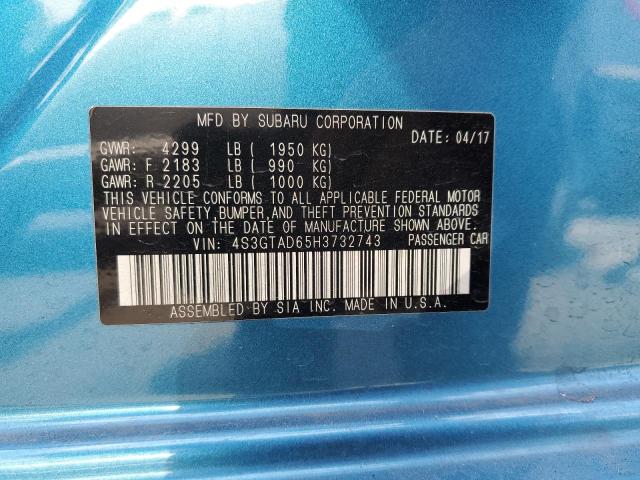 MFD BY SUBARU CORPORATION
DATE: 04/17
GVWR: 4299 LB ( 1950 KG)
GAWR: F 2183 LB ( 990 KG)
GAWR: R 2205 LB ( 1000 KG)
THIS VEHICLE CONFORMS TO ALL APPLICABLE FEDERAL MOTOR
VEHICLE SAFETY, BUMPER, AND THEFT PREVENTION STANDARDS
IN EFFECT ON THE DATE OF MANUFACTURE SHOWN ABOVE.
VIN: 4S3GTAD65H3732743 PASSENGER CAR
ASSEMBLED BY SIA INC. MADE IN U.S.A.